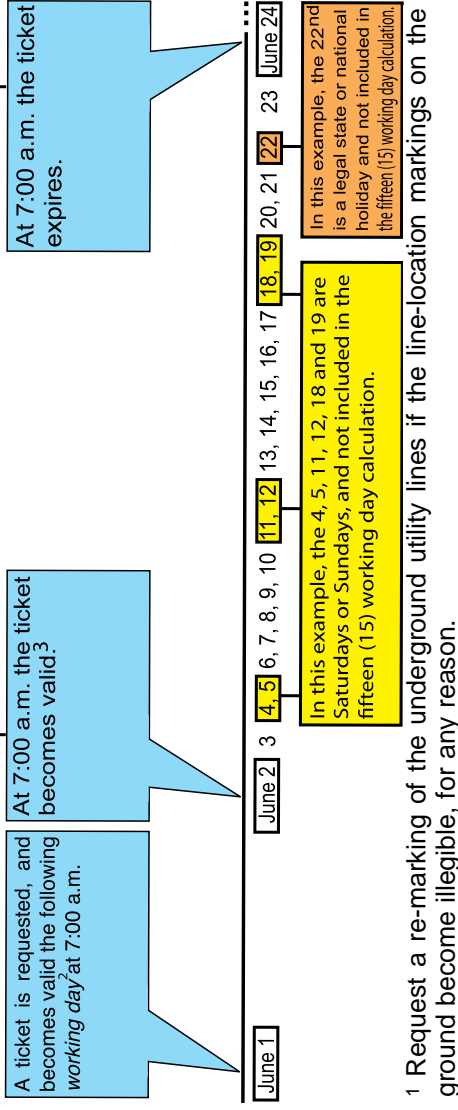 A ticket is requested, and
becomes valid the following
working day² at 7:00 a.m.
At 7:00 a.m. the ticket
becomes valid.³
At 7:00 a.m. the ticket
expires.
June 1 June 2 3 4, 5 6, 7, 8, 9, 10 11, 12 13, 14, 15, 16, 17 18, 19 20, 21 22 23 June 24
In this example, the 4, 5, 11, 12, 18 and 19 are
Saturdays or Sundays, and not included in the
fifteen (15) working day calculation.
In this example, the 22nd
is a legal state or national
holiday and not included in
the fifteen (15) working day calculation.
¹ Request a re-marking of the underground utility lines if the line-location markings on the
ground become illegible, for any reason.